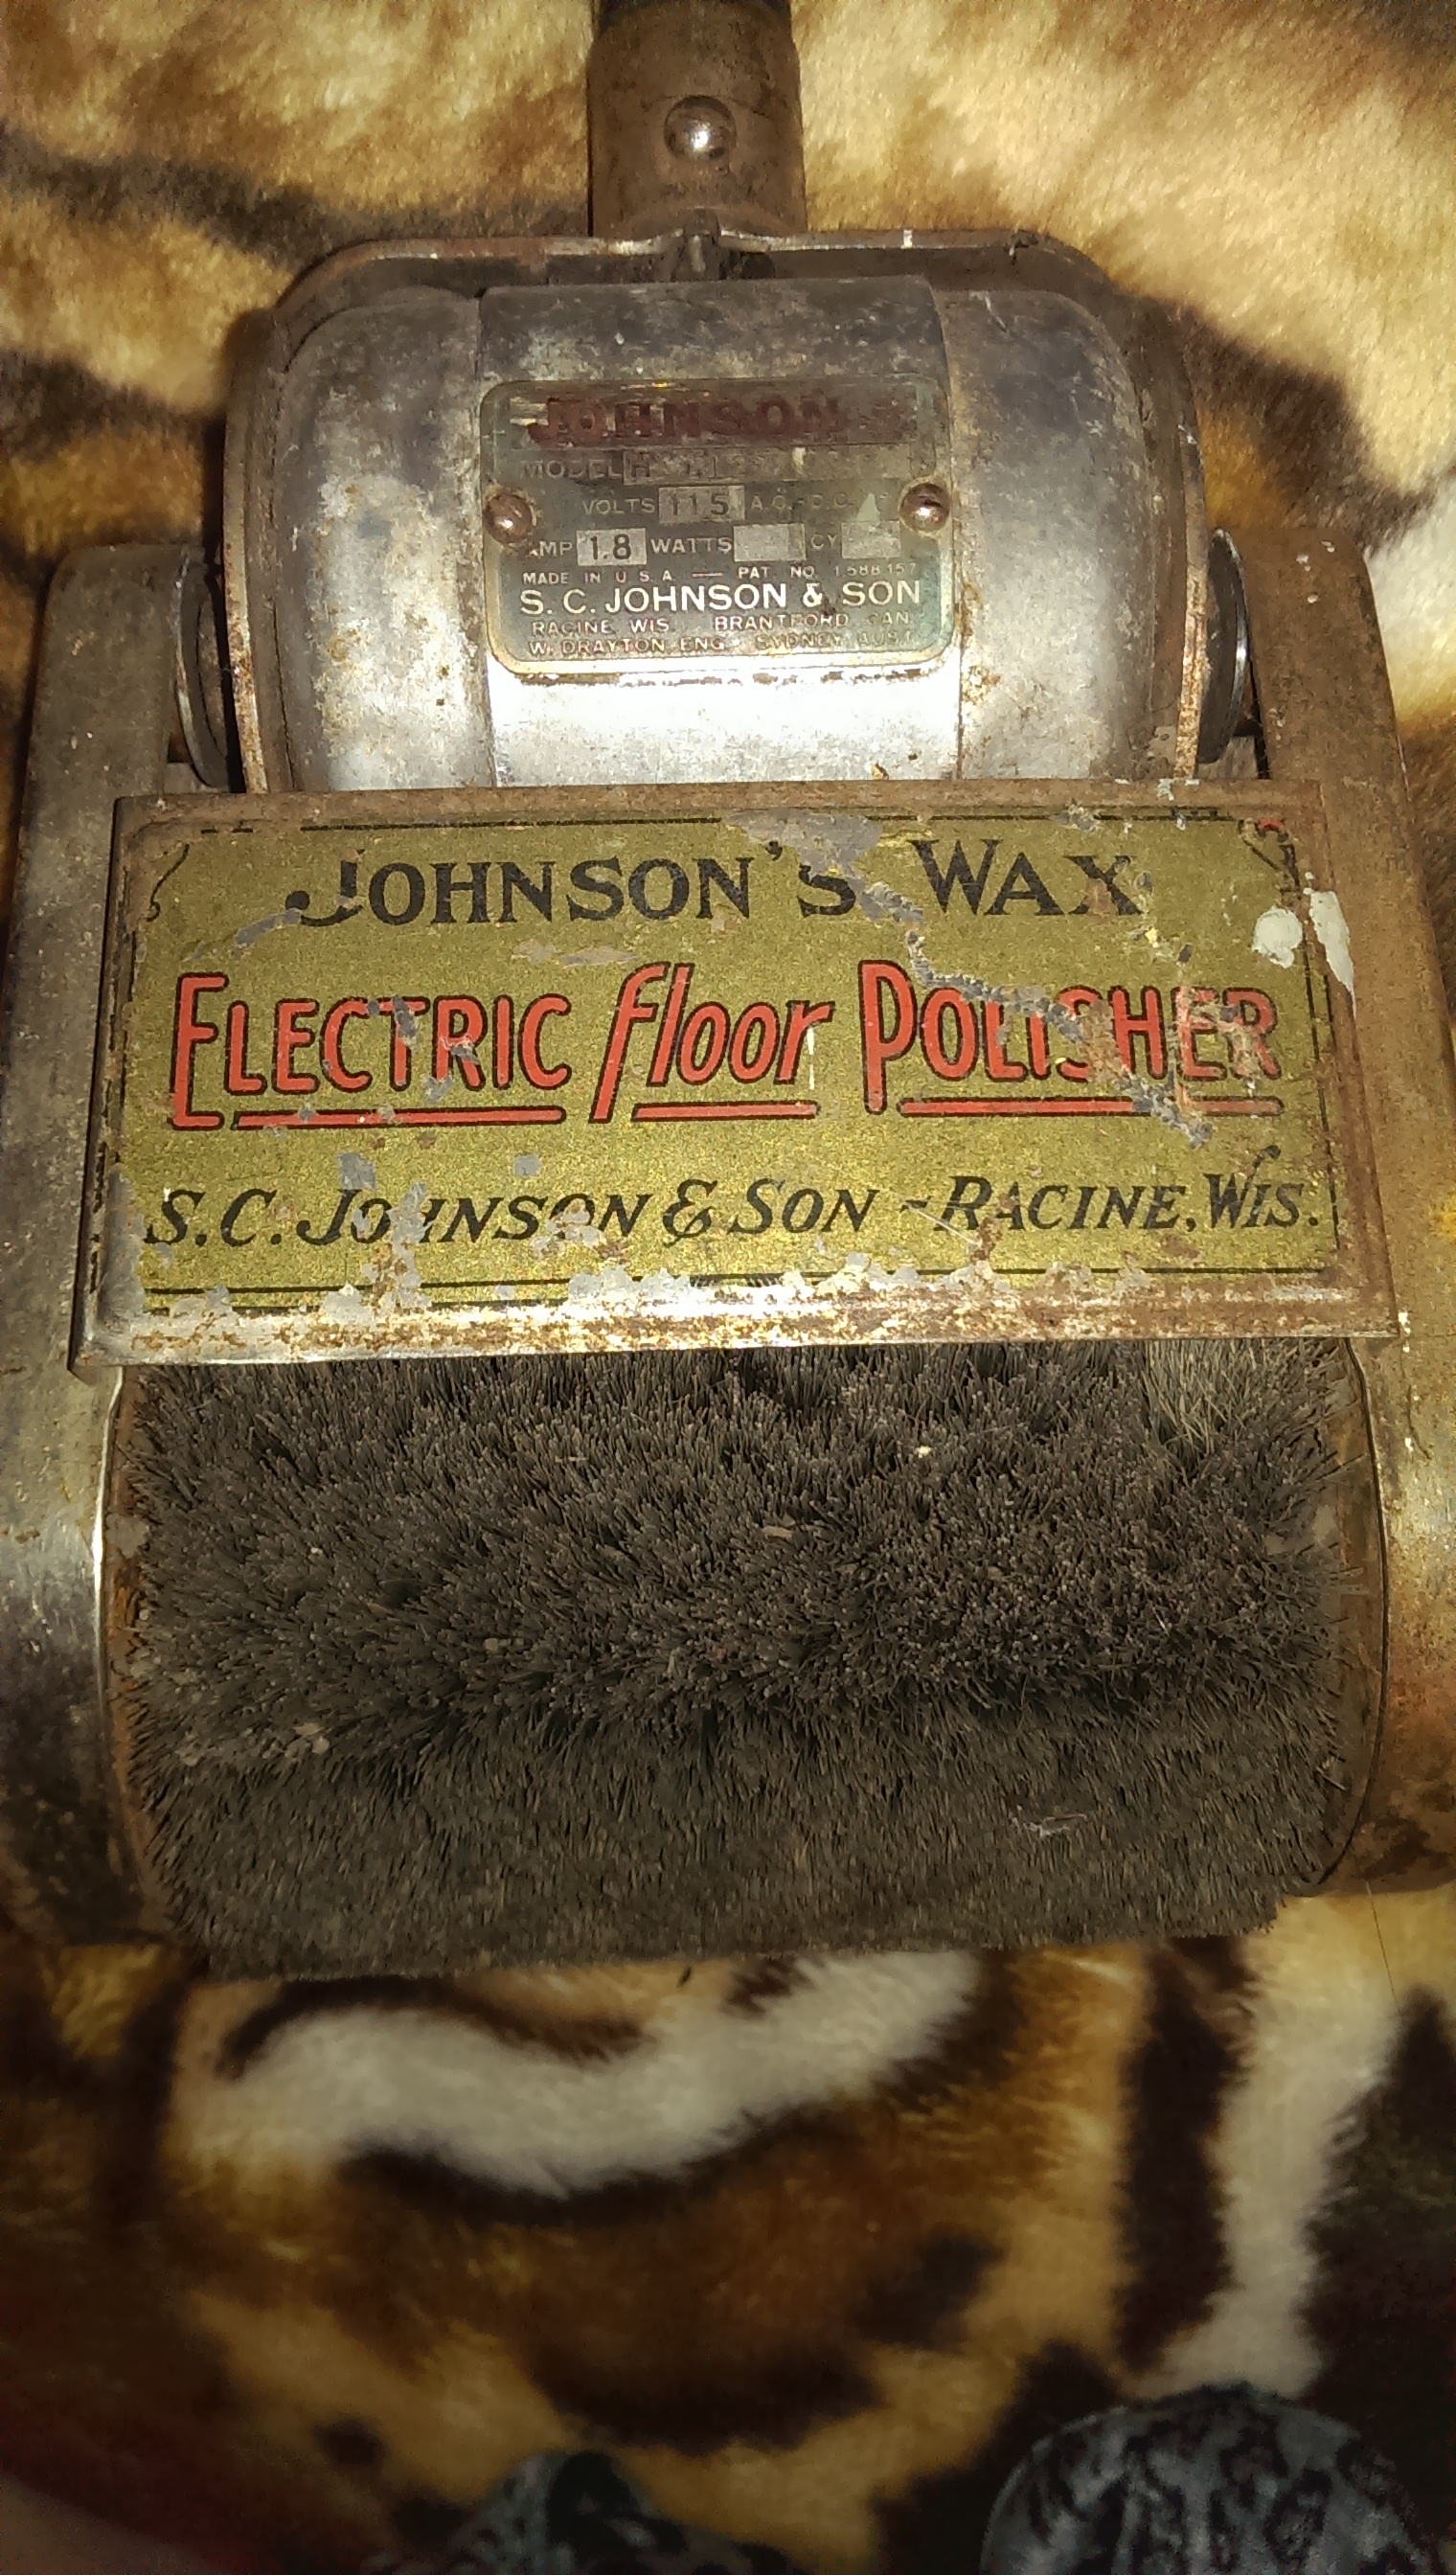 JOHNSON
MODEL H
VOLTS 115 A.C.-D.C.
AMP 1.8 WATTS CY
MADE IN U.S.A. — PAT. NO. 1588157
S. C. JOHNSON & SON
RACINE WIS. BRANTFORD CAN.
W. DRAYTON ENG. SYDNEY AUST.
JOHNSON'S WAX
ELECTRIC floor POLISHER
S.C. JOHNSON & SON - RACINE, WIS.